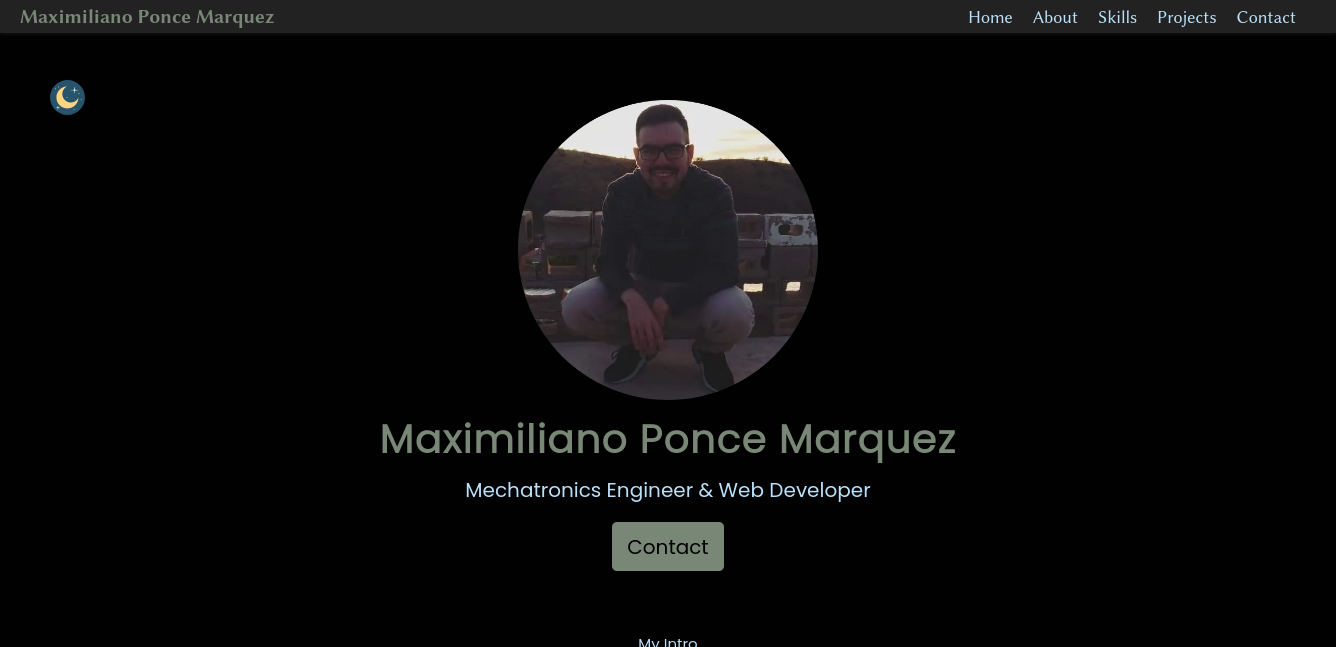 Maximiliano Ponce Marquez
Home About Skills Projects Contact
Maximiliano Ponce Marquez
Mechatronics Engineer & Web Developer
Contact
My Intro